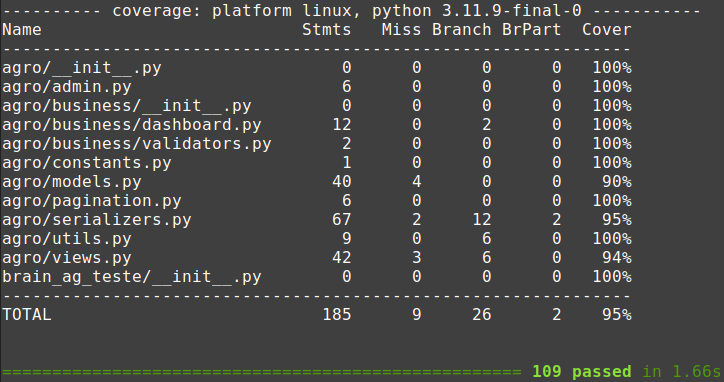 ---------- coverage: platform linux, python 3.11.9-final-0 -----------
Name                          Stmts   Miss Branch BrPart  Cover
---------------------------------------------------------------
agro/__init__.py                  0      0      0      0   100%
agro/admin.py                     6      0      0      0   100%
agro/business/__init__.py         0      0      0      0   100%
agro/business/dashboard.py       12      0      2      0   100%
agro/business/validators.py       2      0      0      0   100%
agro/constants.py                 1      0      0      0   100%
agro/models.py                   40      4      0      0    90%
agro/pagination.py                6      0      0      0   100%
agro/serializers.py              67      2     12      2    95%
agro/utils.py                     9      0      6      0   100%
agro/views.py                    42      3      6      0    94%
brain_ag_teste/__init__.py        0      0      0      0   100%
---------------------------------------------------------------
TOTAL                           185      9     26      2    95%
==================================================== 109 passed in 1.66s